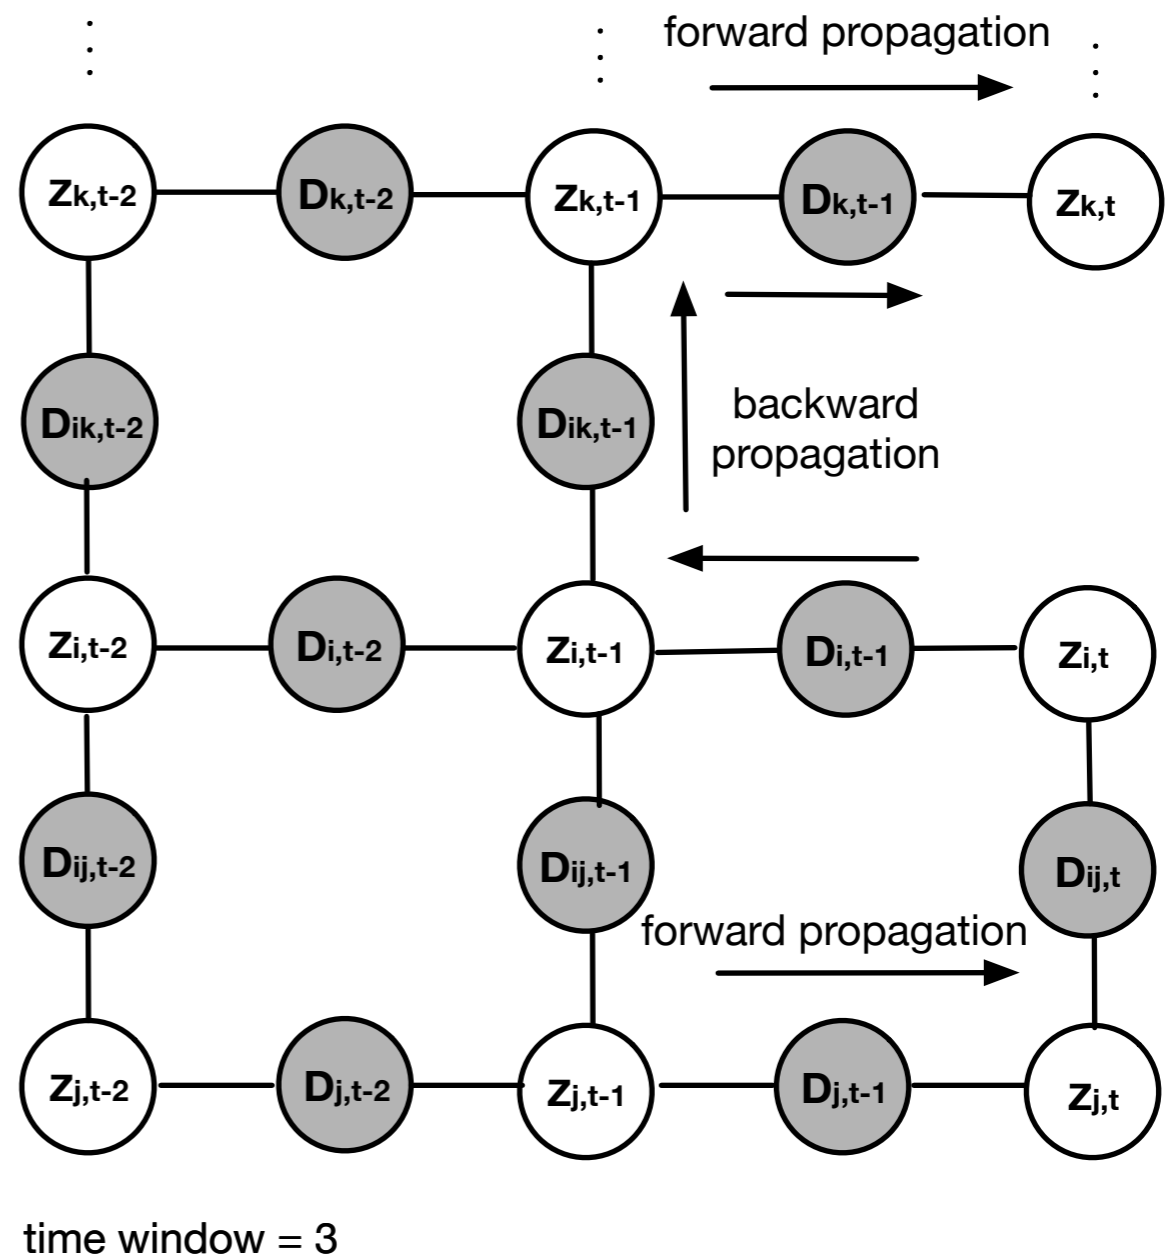 forward propagation
Zk,t-2
Dk,t-2
Zk,t-1
Dk,t-1
Zk,t
Dik,t-2
Dik,t-1
backward
propagation
Zi,t-2
Di,t-2
Zi,t-1
Di,t-1
Zi,t
Dij,t-2
Dij,t-1
Dij,t
forward propagation
Zj,t-2
Dj,t-2
Zj,t-1
Dj,t-1
Zj,t
time window = 3